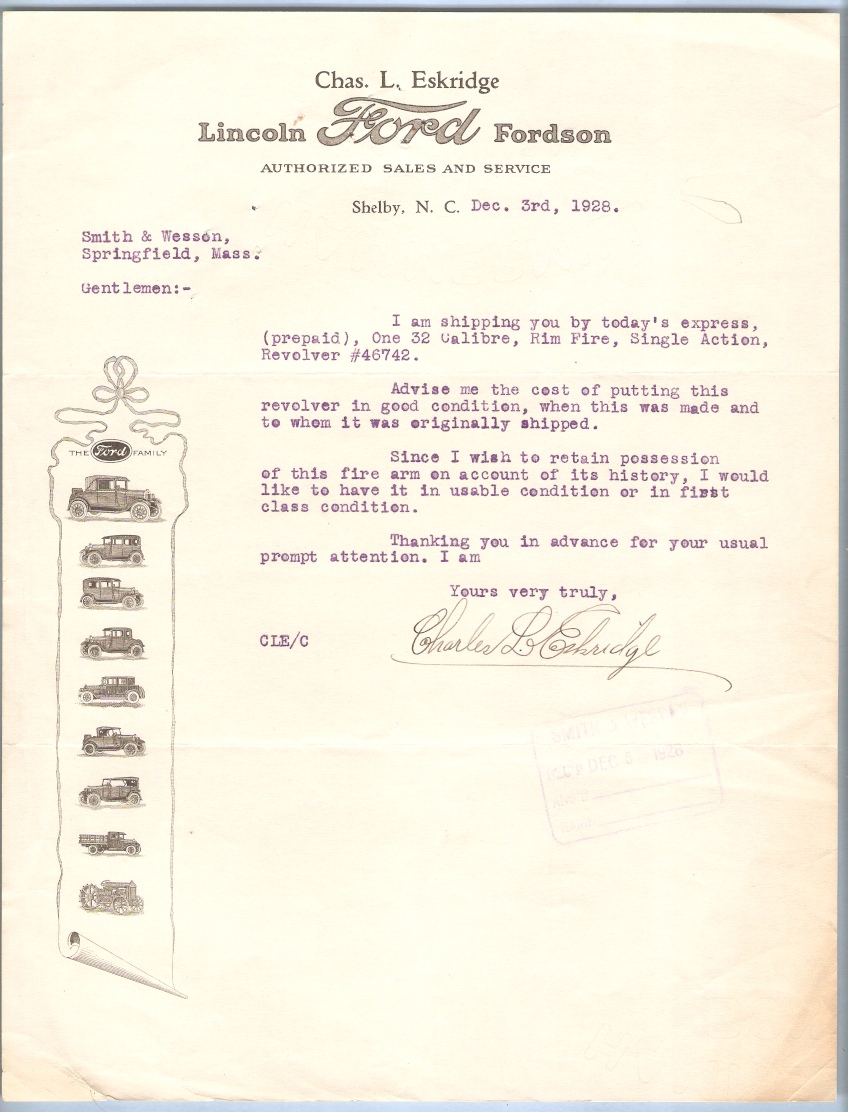 Chas. L. Eskridge
Lincoln Ford Fordson
AUTHORIZED SALES AND SERVICE
Shelby, N. C. Dec. 3rd, 1928.
Smith & Wesson,
Springfield, Mass.
Gentlemen:-
I am shipping you by today's express,
(prepaid), One 32 Calibre, Rim Fire, Single Action,
Revolver #46742.
Advise me the cost of putting this
revolver in good condition, when this was made and
to whom it was originally shipped.
Since I wish to retain possession
of this fire arm on account of its history, I would
like to have it in usable condition or in first
class condition.
Thanking you in advance for your usual
prompt attention. I am
Yours very truly,
CLE/C
Charles L. Eskridge
THE Ford FAMILY
SMITH &
DEC 5 - 1928
ANS'D